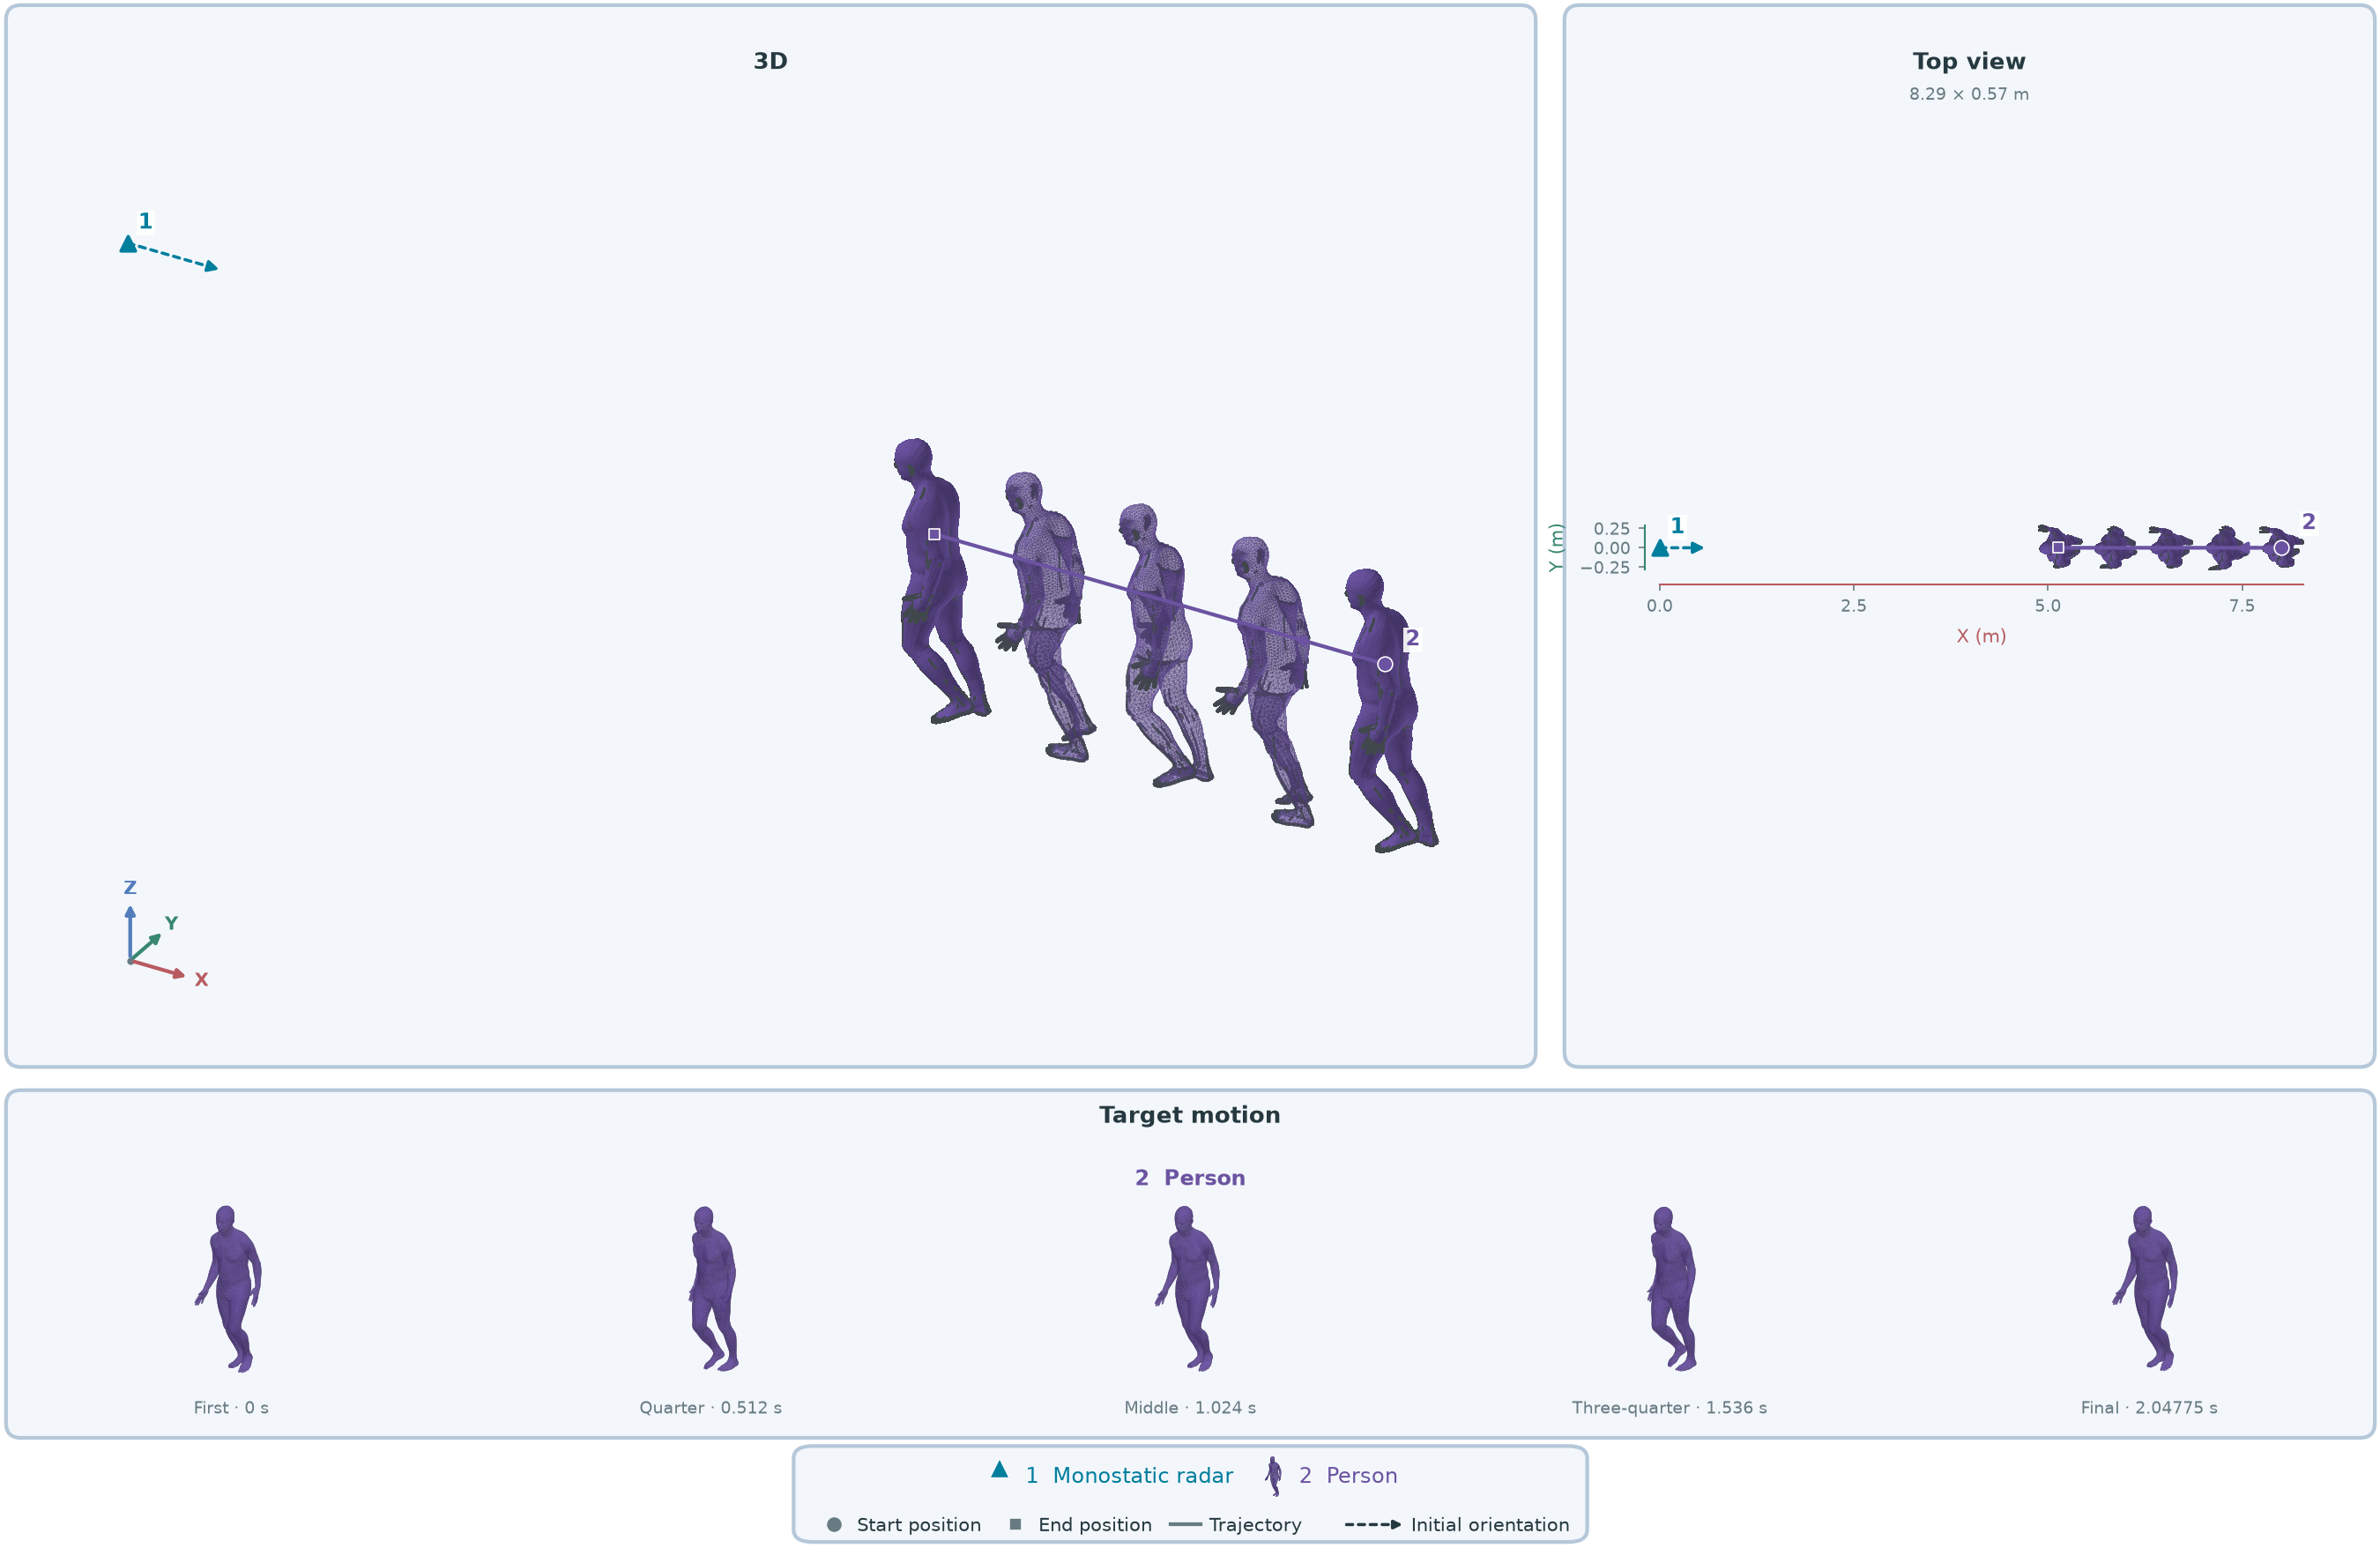 3D
1
2
Z
Y
X
Top view
8.29 × 0.57 m
Y (m)
0.25
0.00
−0.25
1
2
0.0 2.5 5.0 7.5
X (m)
Target motion
2 Person
First · 0 s
Quarter · 0.512 s
Middle · 1.024 s
Three-quarter · 1.536 s
Final · 2.04775 s
1 Monostatic radar 2 Person
Start position End position Trajectory Initial orientation